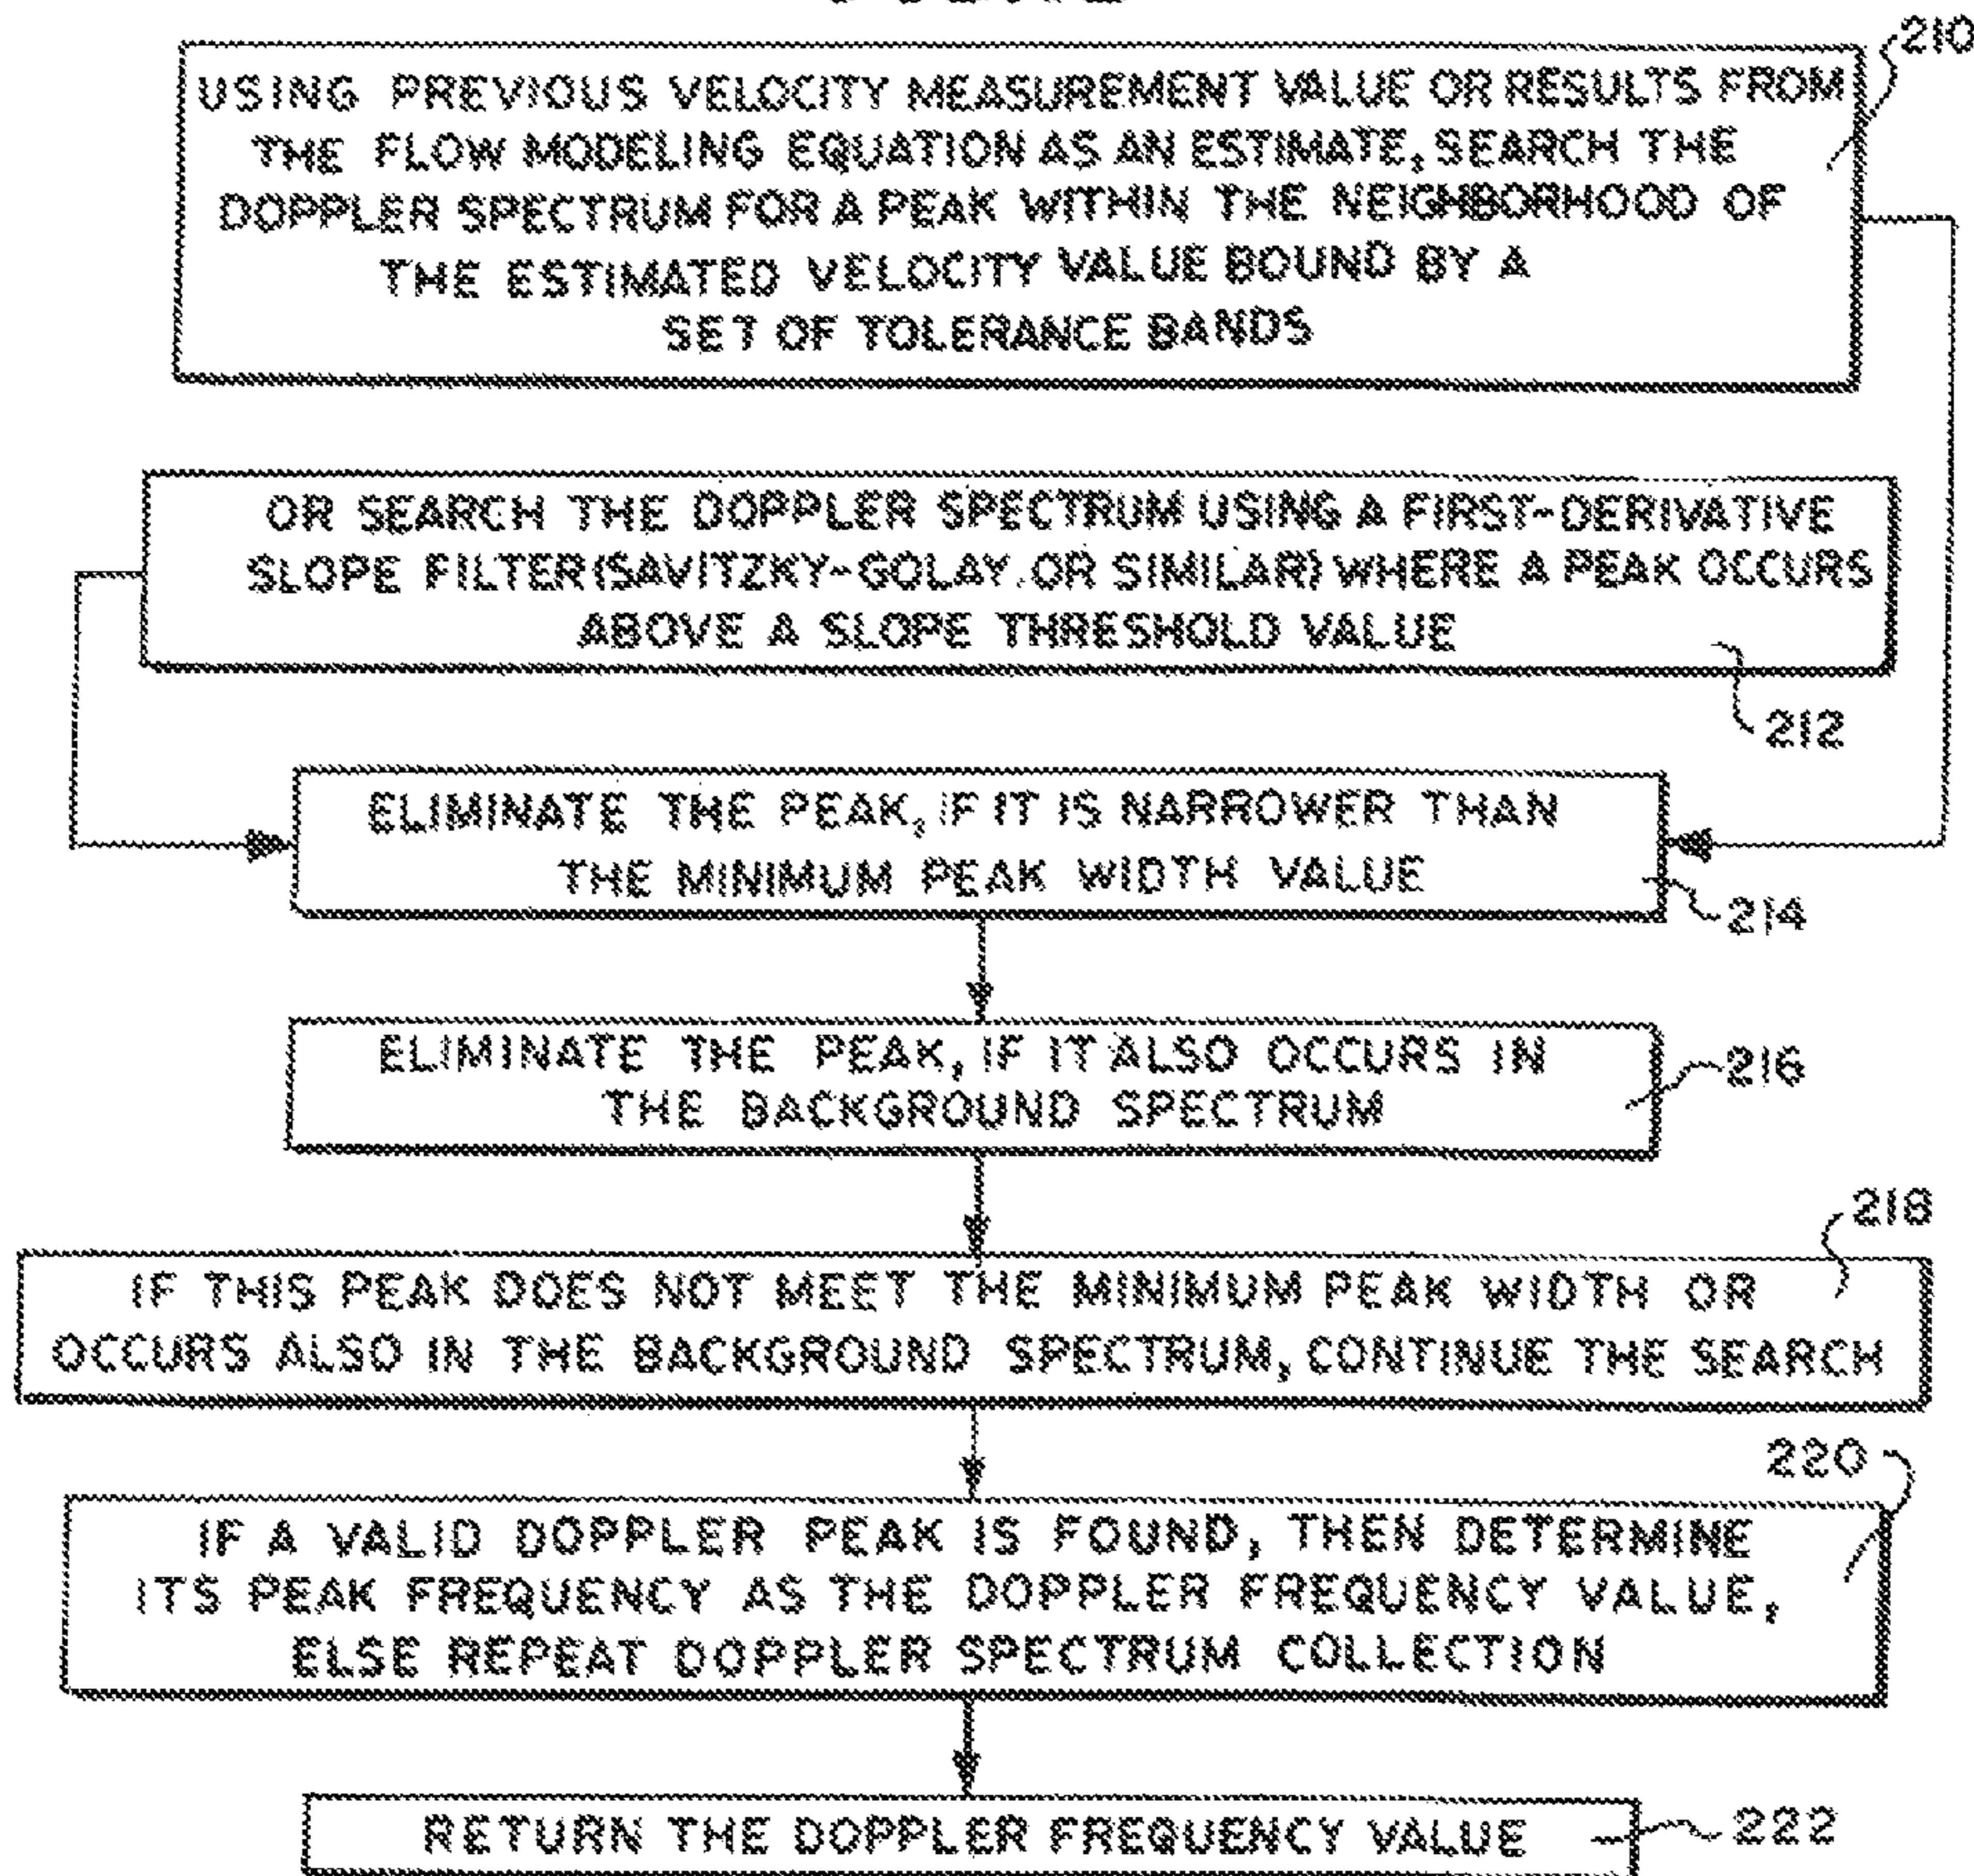 210
USING PREVIOUS VELOCITY MEASUREMENT VALUE OR RESULTS FROM
THE FLOW MODELING EQUATION AS AN ESTIMATE, SEARCH THE
DOPPLER SPECTRUM FOR A PEAK WITHIN THE NEIGHBORHOOD OF
THE ESTIMATED VELOCITY VALUE BOUND BY A
SET OF TOLERANCE BANDS
OR SEARCH THE DOPPLER SPECTRUM USING A FIRST-DERIVATIVE
SLOPE FILTER (SAVITZKY-GOLAY OR SIMILAR) WHERE A PEAK OCCURS
ABOVE A SLOPE THRESHOLD VALUE
212
ELIMINATE THE PEAK, IF IT IS NARROWER THAN
THE MINIMUM PEAK WIDTH VALUE
214
ELIMINATE THE PEAK, IF IT ALSO OCCURS IN
THE BACKGROUND SPECTRUM
216
218
IF THIS PEAK DOES NOT MEET THE MINIMUM PEAK WIDTH OR
OCCURS ALSO IN THE BACKGROUND SPECTRUM, CONTINUE THE SEARCH
220
IF A VALID DOPPLER PEAK IS FOUND, THEN DETERMINE
ITS PEAK FREQUENCY AS THE DOPPLER FREQUENCY VALUE,
ELSE REPEAT DOPPLER SPECTRUM COLLECTION
RETURN THE DOPPLER FREQUENCY VALUE
222